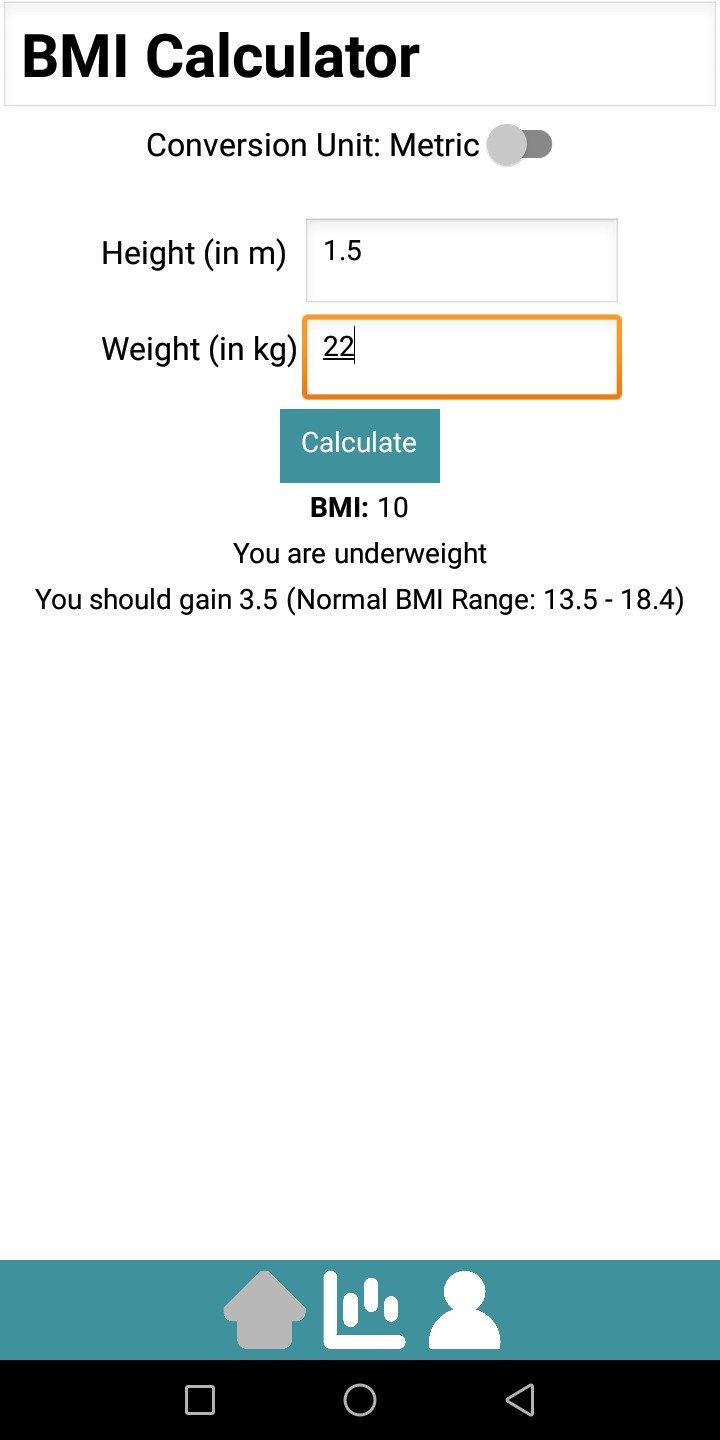 BMI Calculator
Conversion Unit: Metric
Height (in m) 1.5
Weight (in kg) 22
Calculate
BMI: 10
You are underweight
You should gain 3.5 (Normal BMI Range: 13.5 - 18.4)